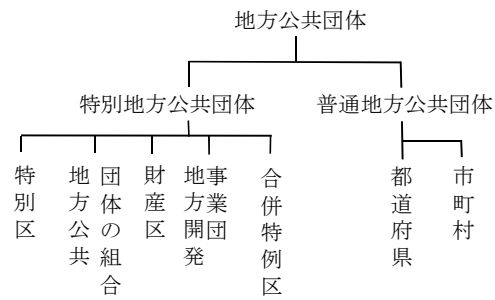 地方公共団体
特別地方公共団体
普通地方公共団体
特別区
地方公共
団体の組合
財産区
地方開発
事業団
合併特例区
都道府県
市町村